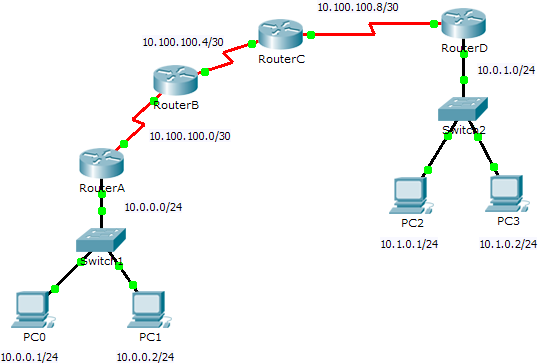 10.100.100.8/30
RouterD
10.100.100.4/30
RouterC
10.0.1.0/24
RouterB
10.100.100.0/30
Switch2
RouterA
10.0.0.0/24
PC2
PC3
10.1.0.1/24
10.1.0.2/24
Switch1
PC0
PC1
10.0.0.1/24
10.0.0.2/24